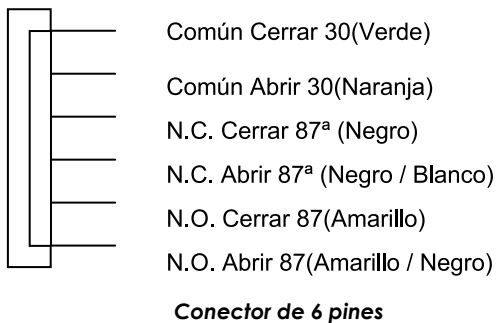 Común Cerrar 30(Verde)
Común Abrir 30(Naranja)
N.C. Cerrar 87ª (Negro)
N.C. Abrir 87ª (Negro / Blanco)
N.O. Cerrar 87(Amarillo)
N.O. Abrir 87(Amarillo / Negro)
Conector de 6 pines